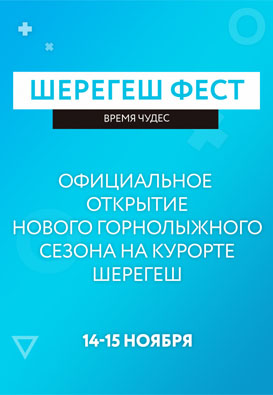 ШЕРЕГЕШ ФЕСТ
ВРЕМЯ ЧУДЕС
ОФИЦИАЛЬНОЕ
ОТКРЫТИЕ
НОВОГО ГОРНОЛЫЖНОГО
СЕЗОНА НА КУРОРТЕ
ШЕРЕГЕШ
14-15 НОЯБРЯ